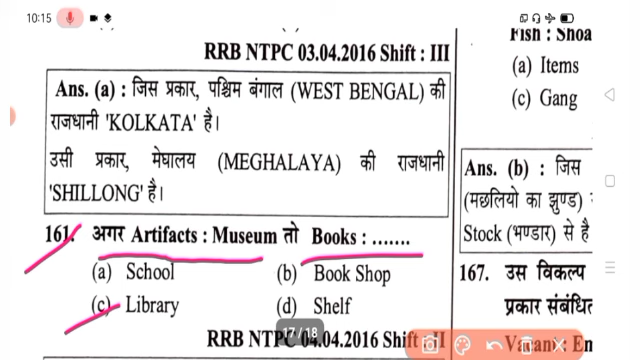 10:15
Fish : Shoa
RRB NTPC 03.04.2016 Shift : III
(a) Items
(c) Gang
Ans. (a) : जिस प्रकार, पश्चिम बंगाल (WEST BENGAL) की
राजधानी 'KOLKATA' है।
उसी प्रकार, मेघालय (MEGHALAYA) की राजधानी
'SHILLONG' है।
Ans. (b) : जिस
(मछलियो का झुण्ड)
Stock (भण्डार) से है
161. अगर Artifacts : Museum तो Books : .......
(a) School (b) Book Shop
(c) Library (d) Shelf
167. उस विकल्प
प्रकार संबंधित
17 / 18
RRB NTPC 04.04.2016 Shift : II
Vacant : En